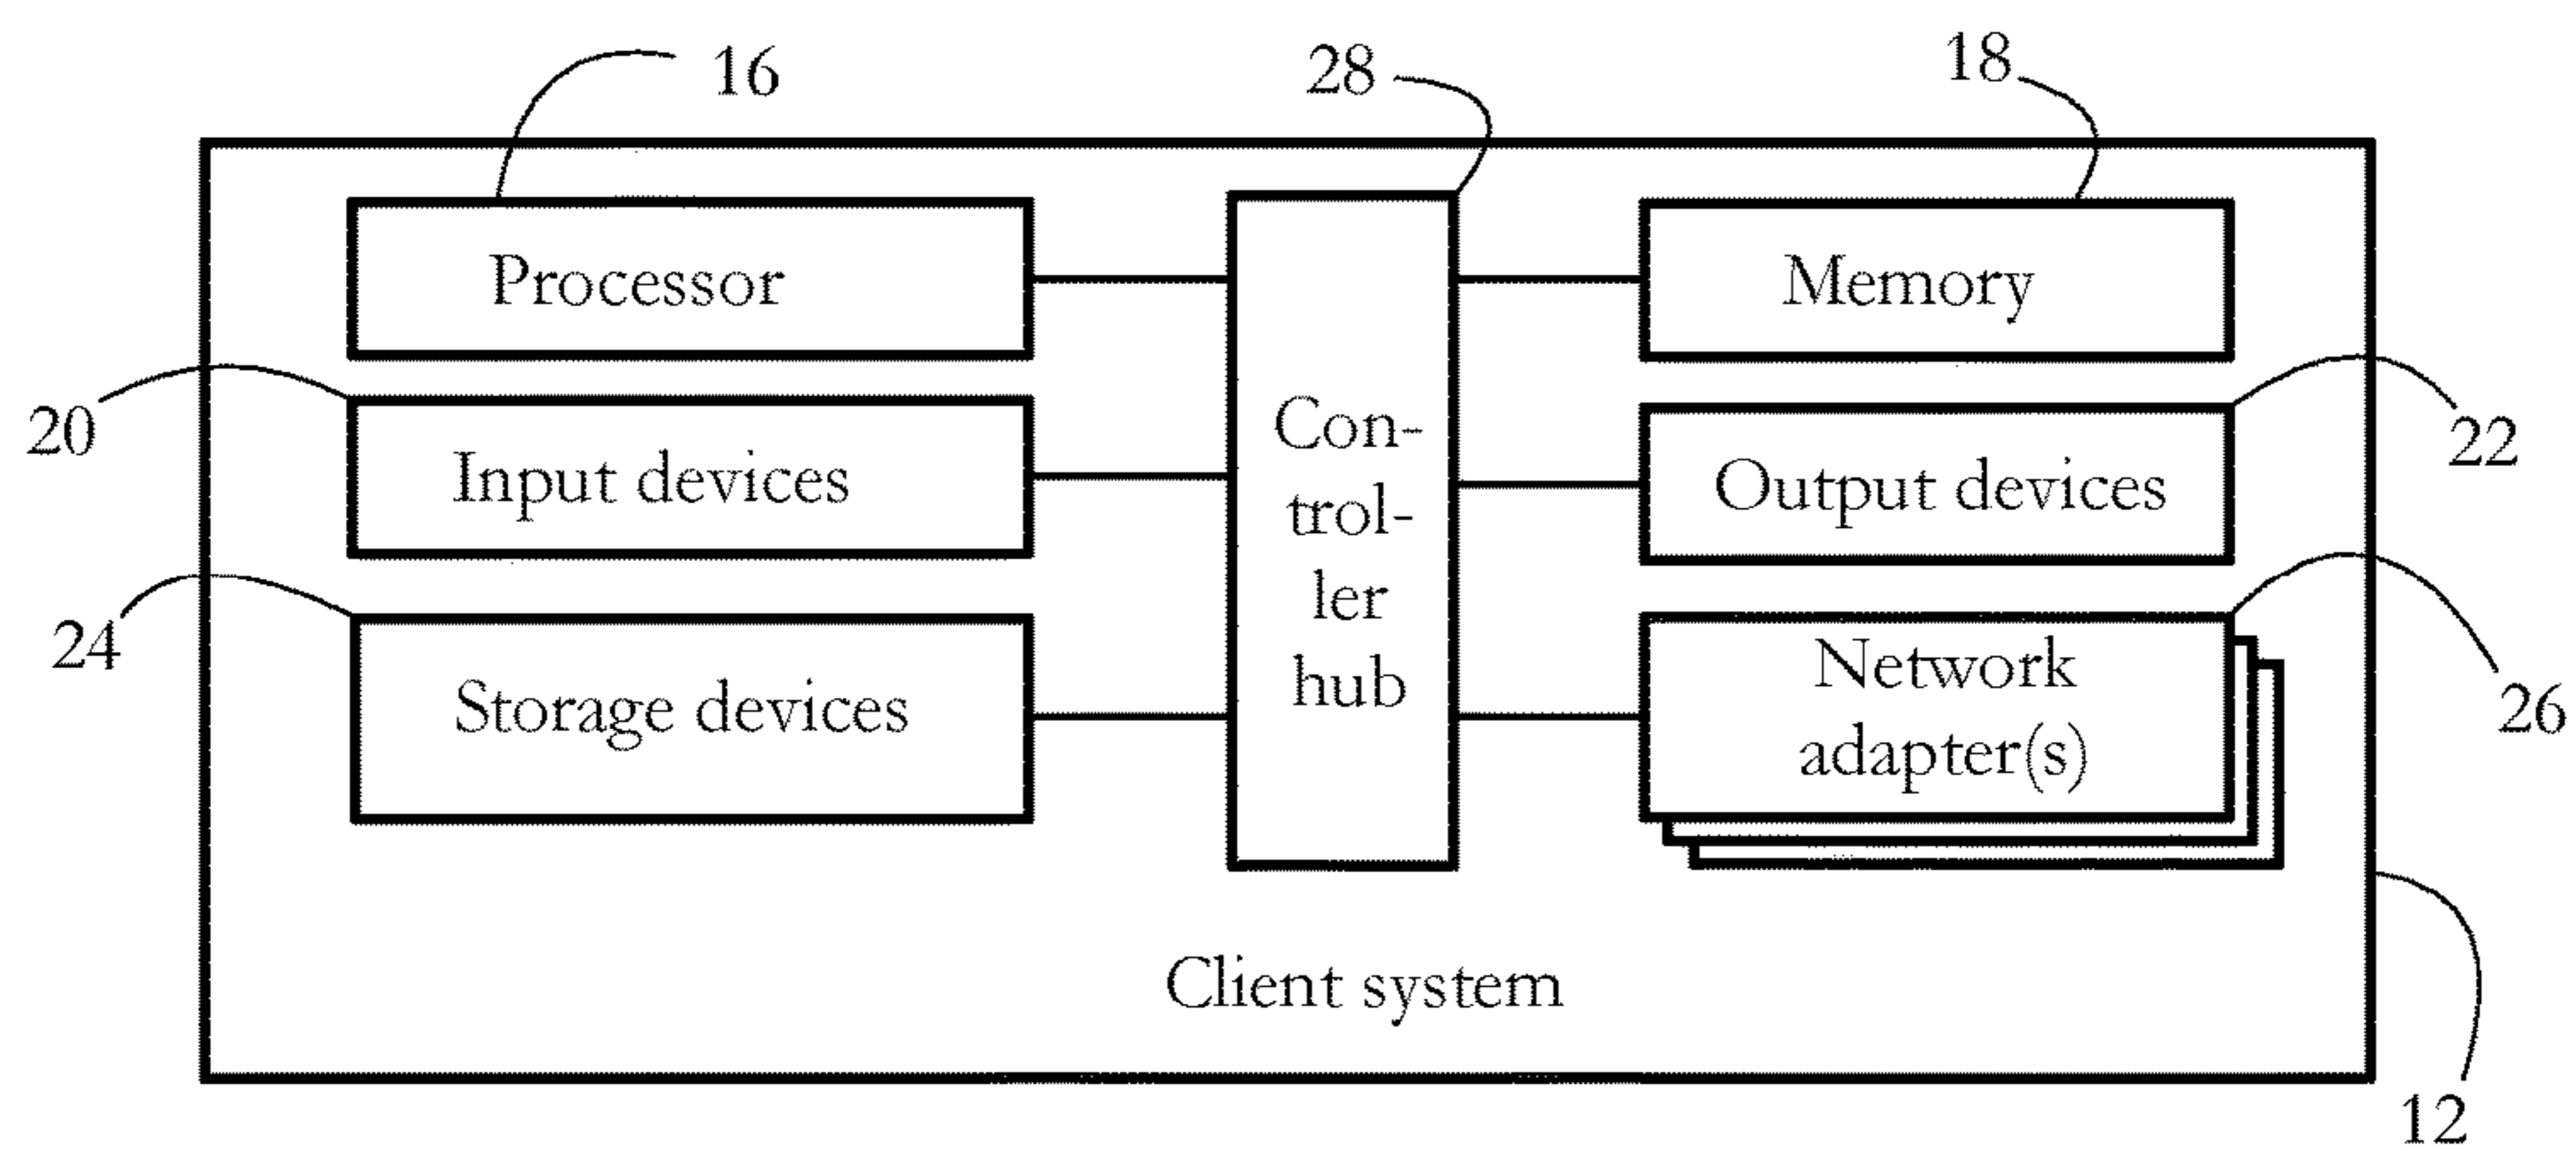 16
28
18
Processor
Memory
20
Input devices
Con-
trol-
ler
hub
Output devices
22
24
Storage devices
Network
adapter(s)
26
Client system
12